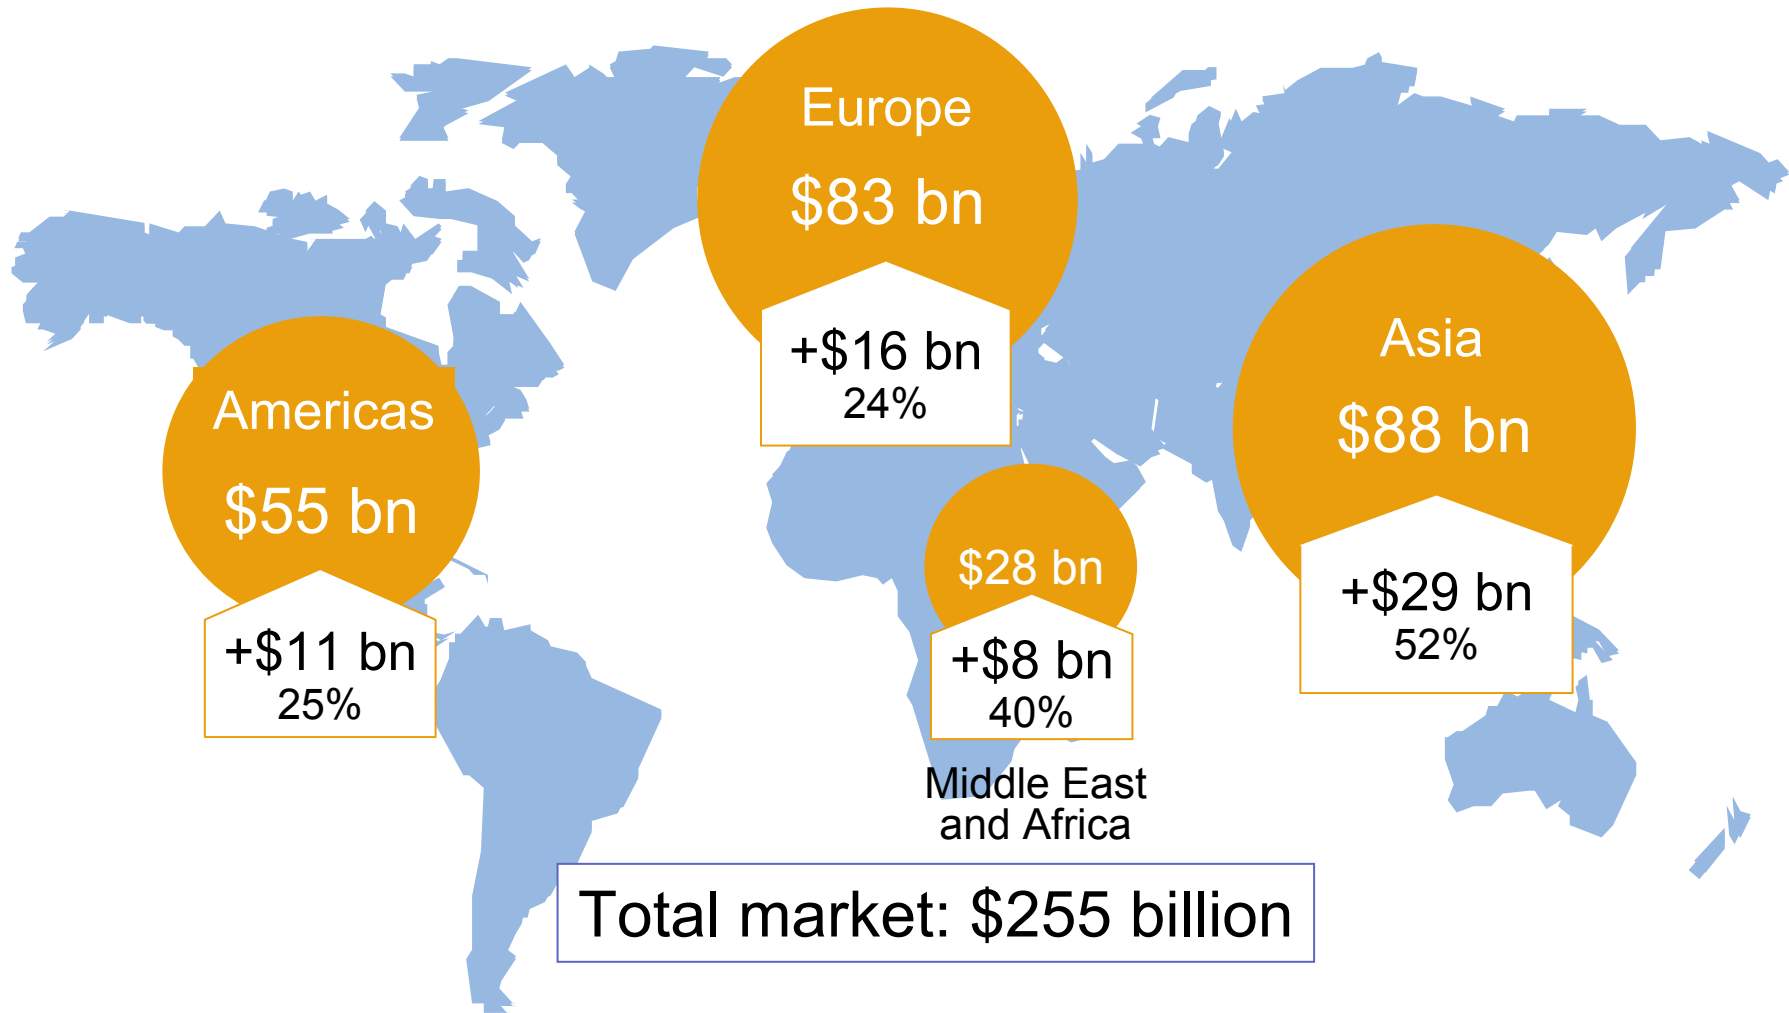 Europe
$83 bn
+$16 bn
24%
Americas
$55 bn
+$11 bn
25%
$28 bn
+$8 bn
40%
Middle East
and Africa
Asia
$88 bn
+$29 bn
52%
Total market: $255 billion